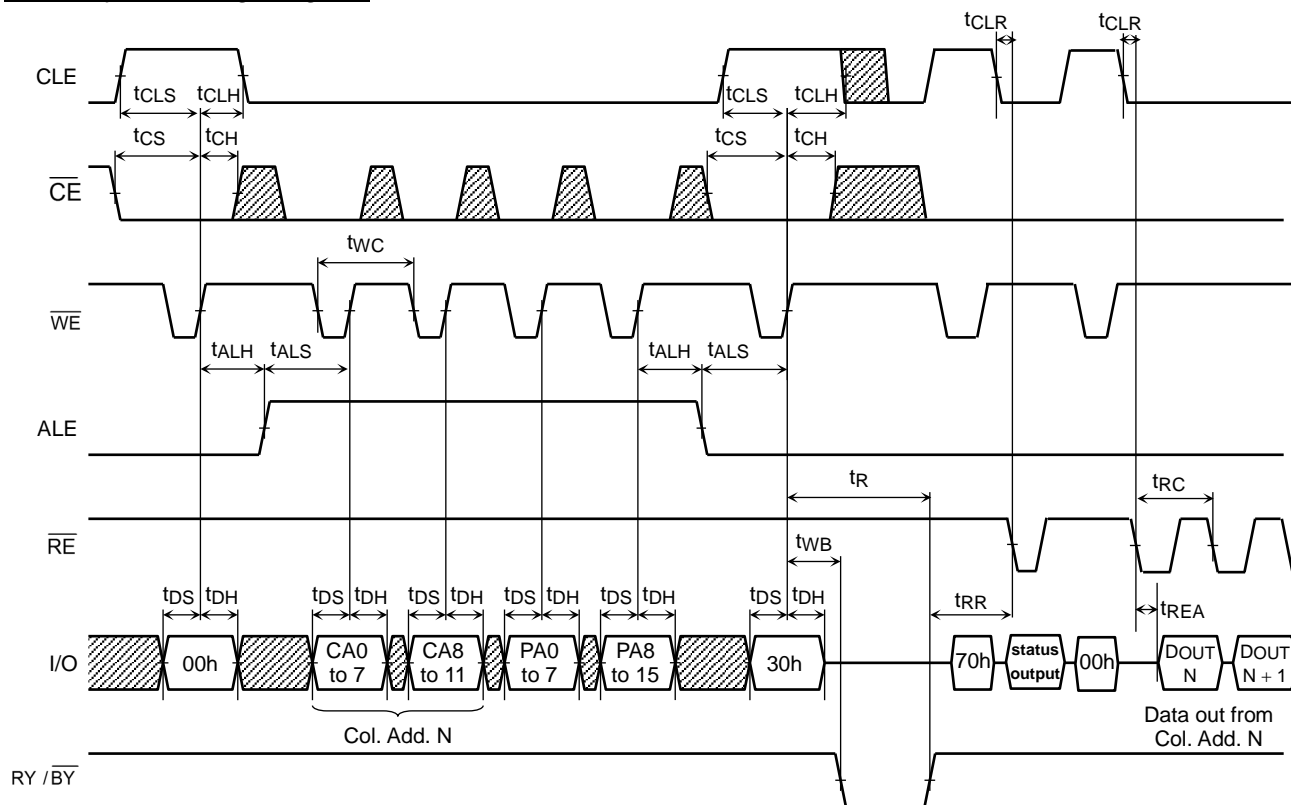 tCLR tCLR
CLE
tCLS tCLH tCLS tCLH
tCS tCH tCS tCH
CE
tWC
WE
tALH tALS tALH tALS
ALE
tR
tRC
RE
tWB
tDS tDH tDS tDH tDS tDH tDS tDH tDS tDH tDS tDH tRR tREA
I/O
00h
CA0
to 7
CA8
to 11
PA0
to 7
PA8
to 15
30h
70h
status
output
00h
DOUT
N
DOUT
N + 1
Col. Add. N
Data out from
Col. Add. N
RY /BY